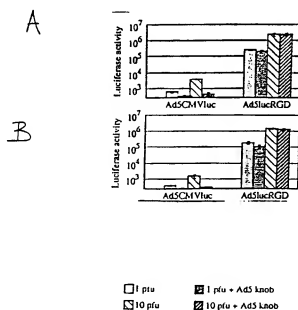 A
Luciferase activity
10⁷
10⁶
10⁵
10⁴
10³
Ad5CMVluc Ad5lucRGD
B
Luciferase activity
10⁷
10⁶
10⁵
10⁴
10³
Ad5CMVluc Ad5lucRGD
1 pfu 1 pfu + Ad5 knob
10 pfu 10 pfu + Ad5 knob